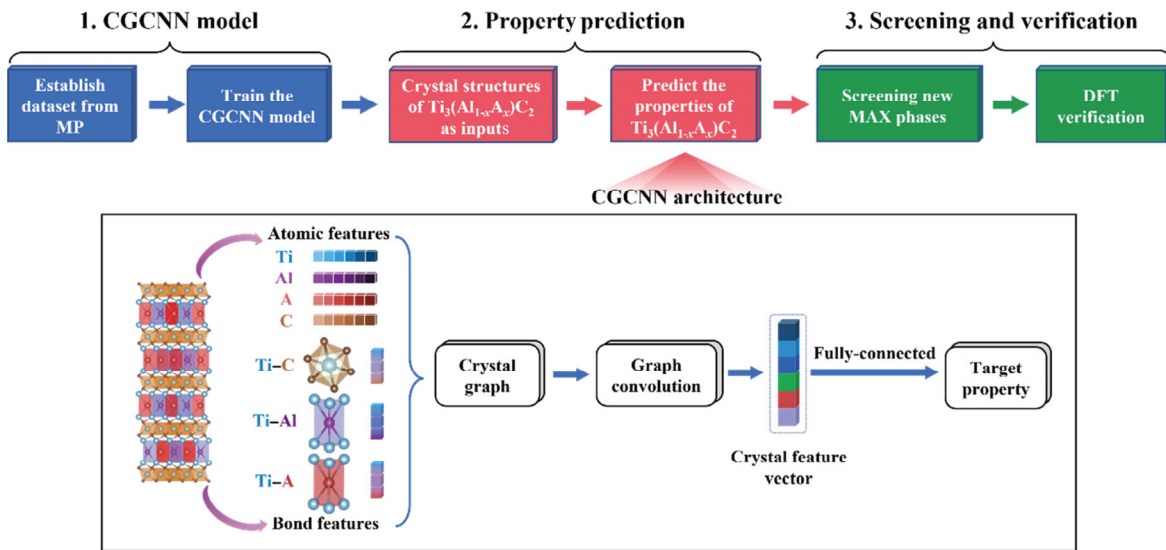 1. CGCNN model
2. Property prediction
3. Screening and verification
Establish
dataset from
MP
Train the
CGCNN model
Crystal structures
of Ti₃(Al₁₋ₓAₓ)C₂
as inputs
Predict the
properties of
Ti₃(Al₁₋ₓAₓ)C₂
Screening new
MAX phases
DFT
verification
CGCNN architecture
Atomic features
Ti
Al
A
C
Ti–C
Ti–Al
Ti–A
Bond features
Crystal
graph
Graph
convolution
Crystal feature
vector
Fully-connected
Target
property